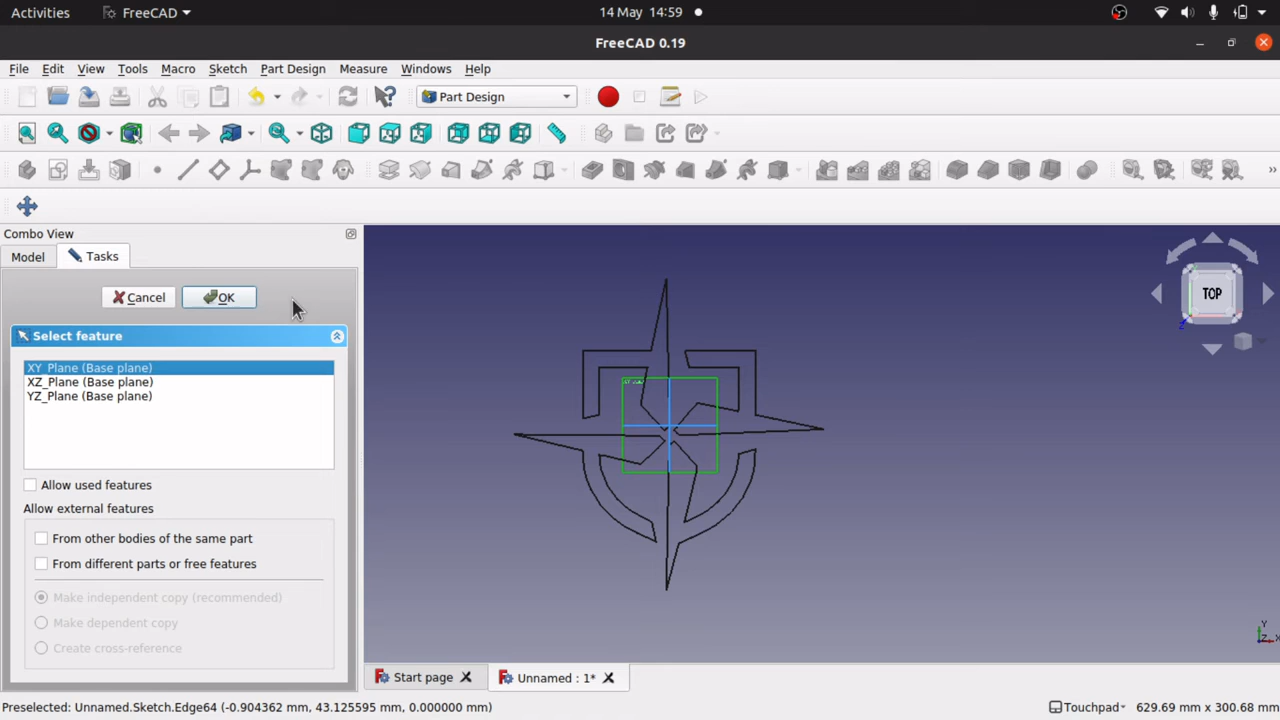 Activities
FreeCAD
14 May 14:59
FreeCAD 0.19
File Edit View Tools Macro Sketch Part Design Measure Windows Help
Part Design
Combo View
Model
Tasks
Cancel
OK
Select feature
XY_Plane (Base plane)
XZ_Plane (Base plane)
YZ_Plane (Base plane)
Allow used features
Allow external features
From other bodies of the same part
From different parts or free features
Make independent copy (recommended)
Make dependent copy
Create cross-reference
TOP
Z
Y
Z X
Start page
Unnamed : 1*
Preselected: Unnamed.Sketch.Edge64 (-0.904362 mm, 43.125595 mm, 0.000000 mm)
Touchpad
629.69 mm x 300.68 mm